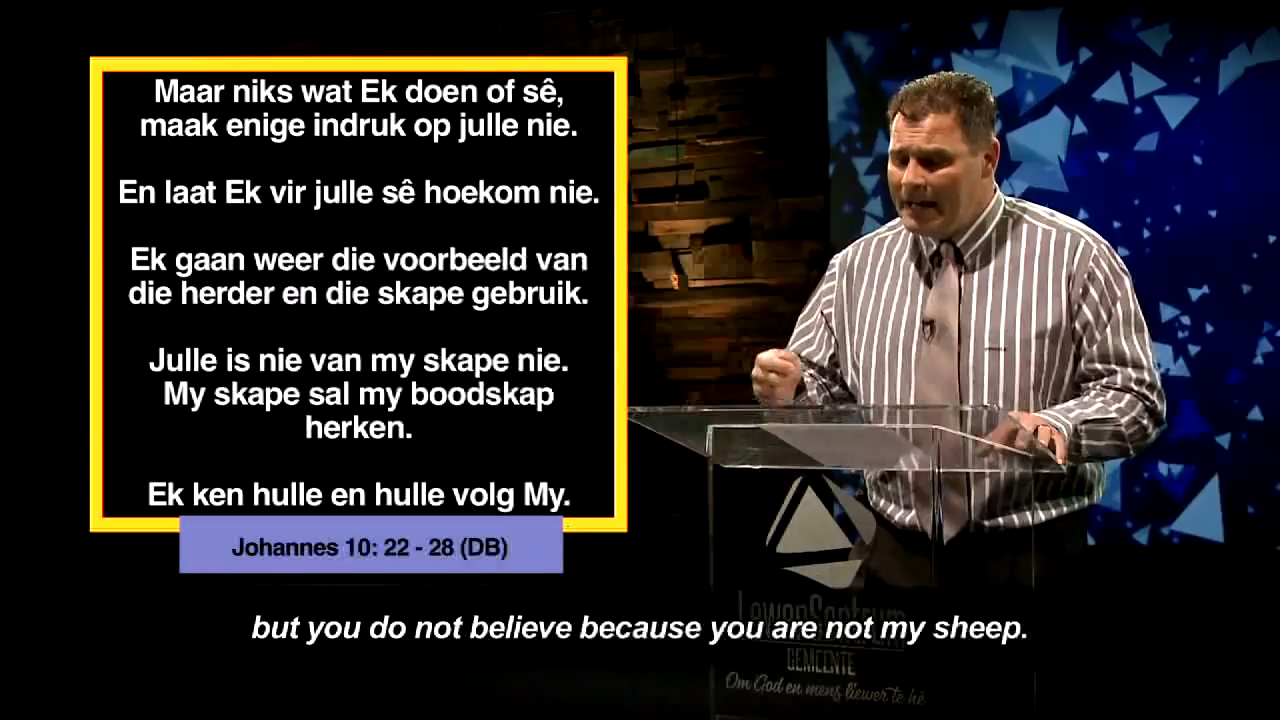 Maar niks wat Ek doen of sê,
maak enige indruk op julle nie.
En laat Ek vir julle sê hoekom nie.
Ek gaan weer die voorbeeld van
die herder en die skape gebruik.
Julle is nie van my skape nie.
My skape sal my boodskap
herken.
Ek ken hulle en hulle volg My.
Johannes 10: 22 - 28 (DB)
but you do not believe because you are not my sheep.
LewenSentrum
GEMEENTE
Om God en mens liewer te hê